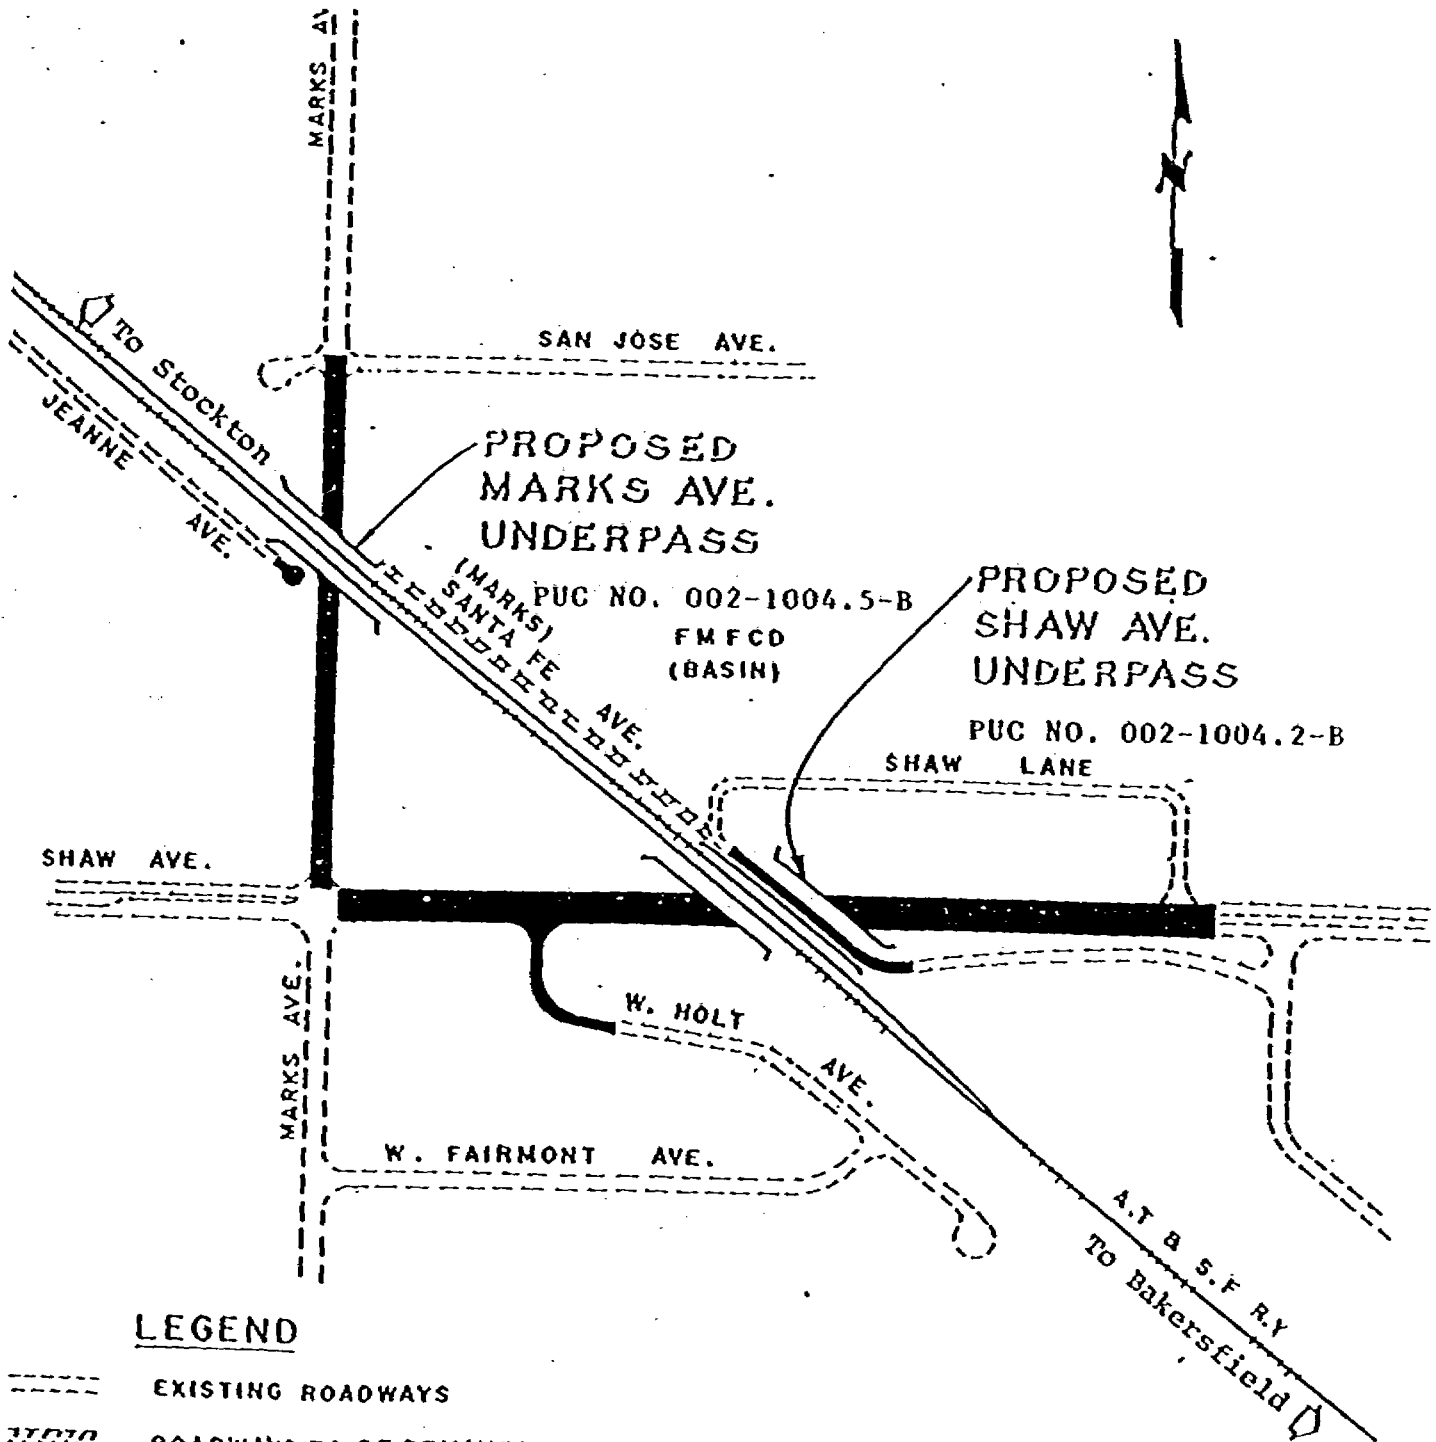 MARKS
N
SAN JOSE AVE.
To Stockton
JEANNE
AVE.
PROPOSED
MARKS AVE.
UNDERPASS
PUC NO. 002-1004.5-B
(MARKS)
SANTA FE
AVE.
FMFCD
(BASIN)
PROPOSED
SHAW AVE.
UNDERPASS
PUC NO. 002-1004.2-B
SHAW LANE
SHAW AVE.
MARKS AVE.
W. HOLT
AVE.
W. FAIRMONT AVE.
A.T & S.F R.Y
To Bakersfield
LEGEND
EXISTING ROADWAYS